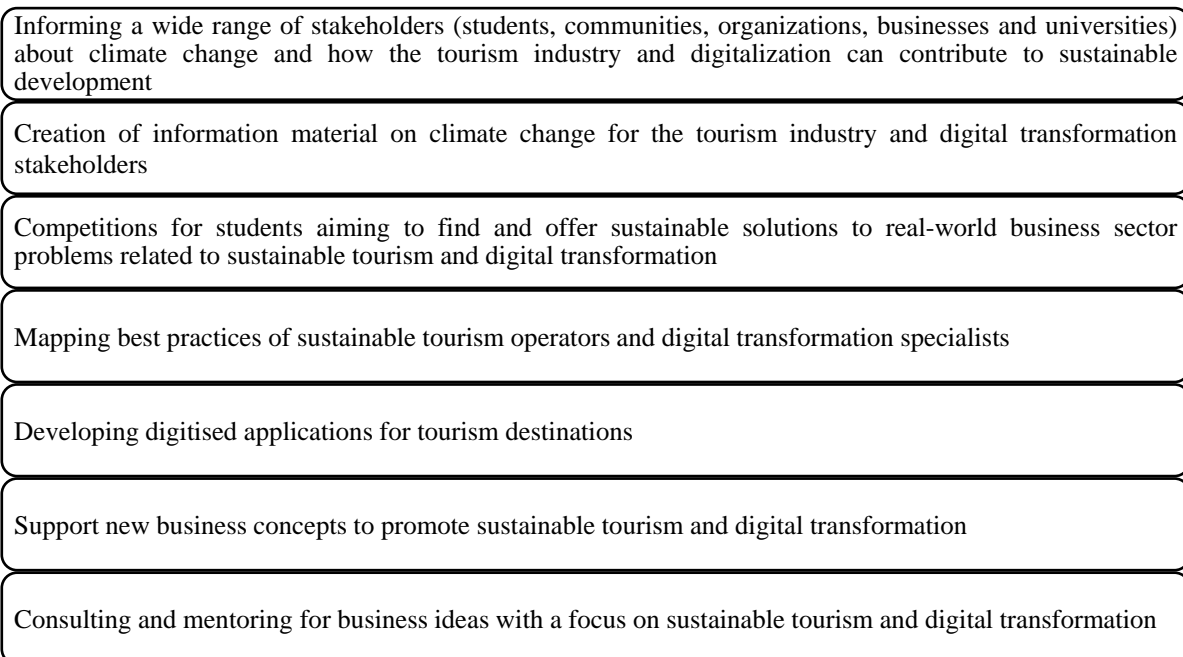 Informing a wide range of stakeholders (students, communities, organizations, businesses and universities)
about climate change and how the tourism industry and digitalization can contribute to sustainable
development
Creation of information material on climate change for the tourism industry and digital transformation
stakeholders
Competitions for students aiming to find and offer sustainable solutions to real-world business sector
problems related to sustainable tourism and digital transformation
Mapping best practices of sustainable tourism operators and digital transformation specialists
Developing digitised applications for tourism destinations
Support new business concepts to promote sustainable tourism and digital transformation
Consulting and mentoring for business ideas with a focus on sustainable tourism and digital transformation